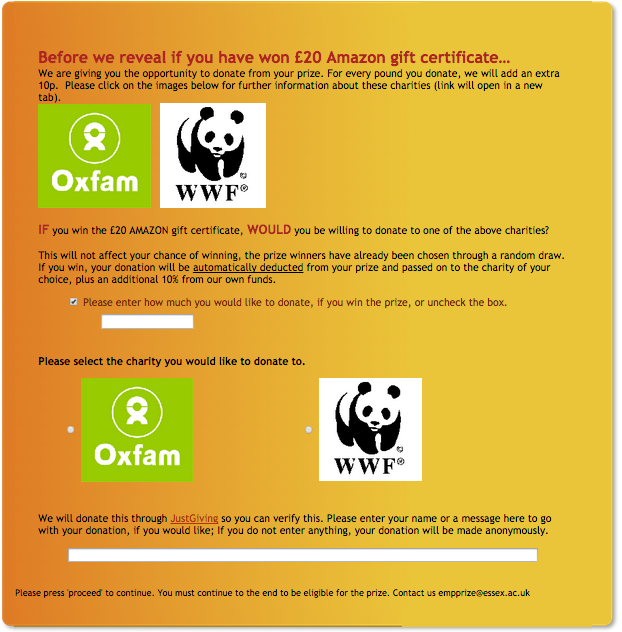 Before we reveal if you have won £20 Amazon gift certificate...
We are giving you the opportunity to donate from your prize. For every pound you donate, we will add an extra
10p.  Please click on the images below for further information about these charities (link will open in a new
tab).
Oxfam WWF®
IF you win the £20 AMAZON gift certificate, WOULD you be willing to donate to one of the above charities?
This will not affect your chance of winning, the prize winners have already been chosen through a random draw.
If you win, your donation will be automatically deducted from your prize and passed on to the charity of your
choice, plus an additional 10% from our own funds.
Please enter how much you would like to donate, if you win the prize, or uncheck the box.
Please select the charity you would like to donate to.
Oxfam WWF®
We will donate this through JustGiving so you can verify this. Please enter your name or a message here to go
with your donation, if you would like; If you do not enter anything, your donation will be made anonymously.
Please press 'proceed' to continue. You must continue to the end to be eligible for the prize. Contact us empprize@essex.ac.uk